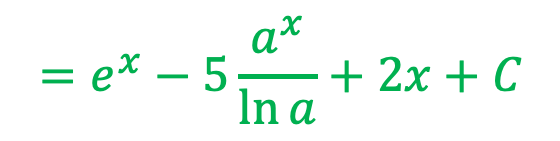 = e^x − 5 a^x / ln a + 2x + C